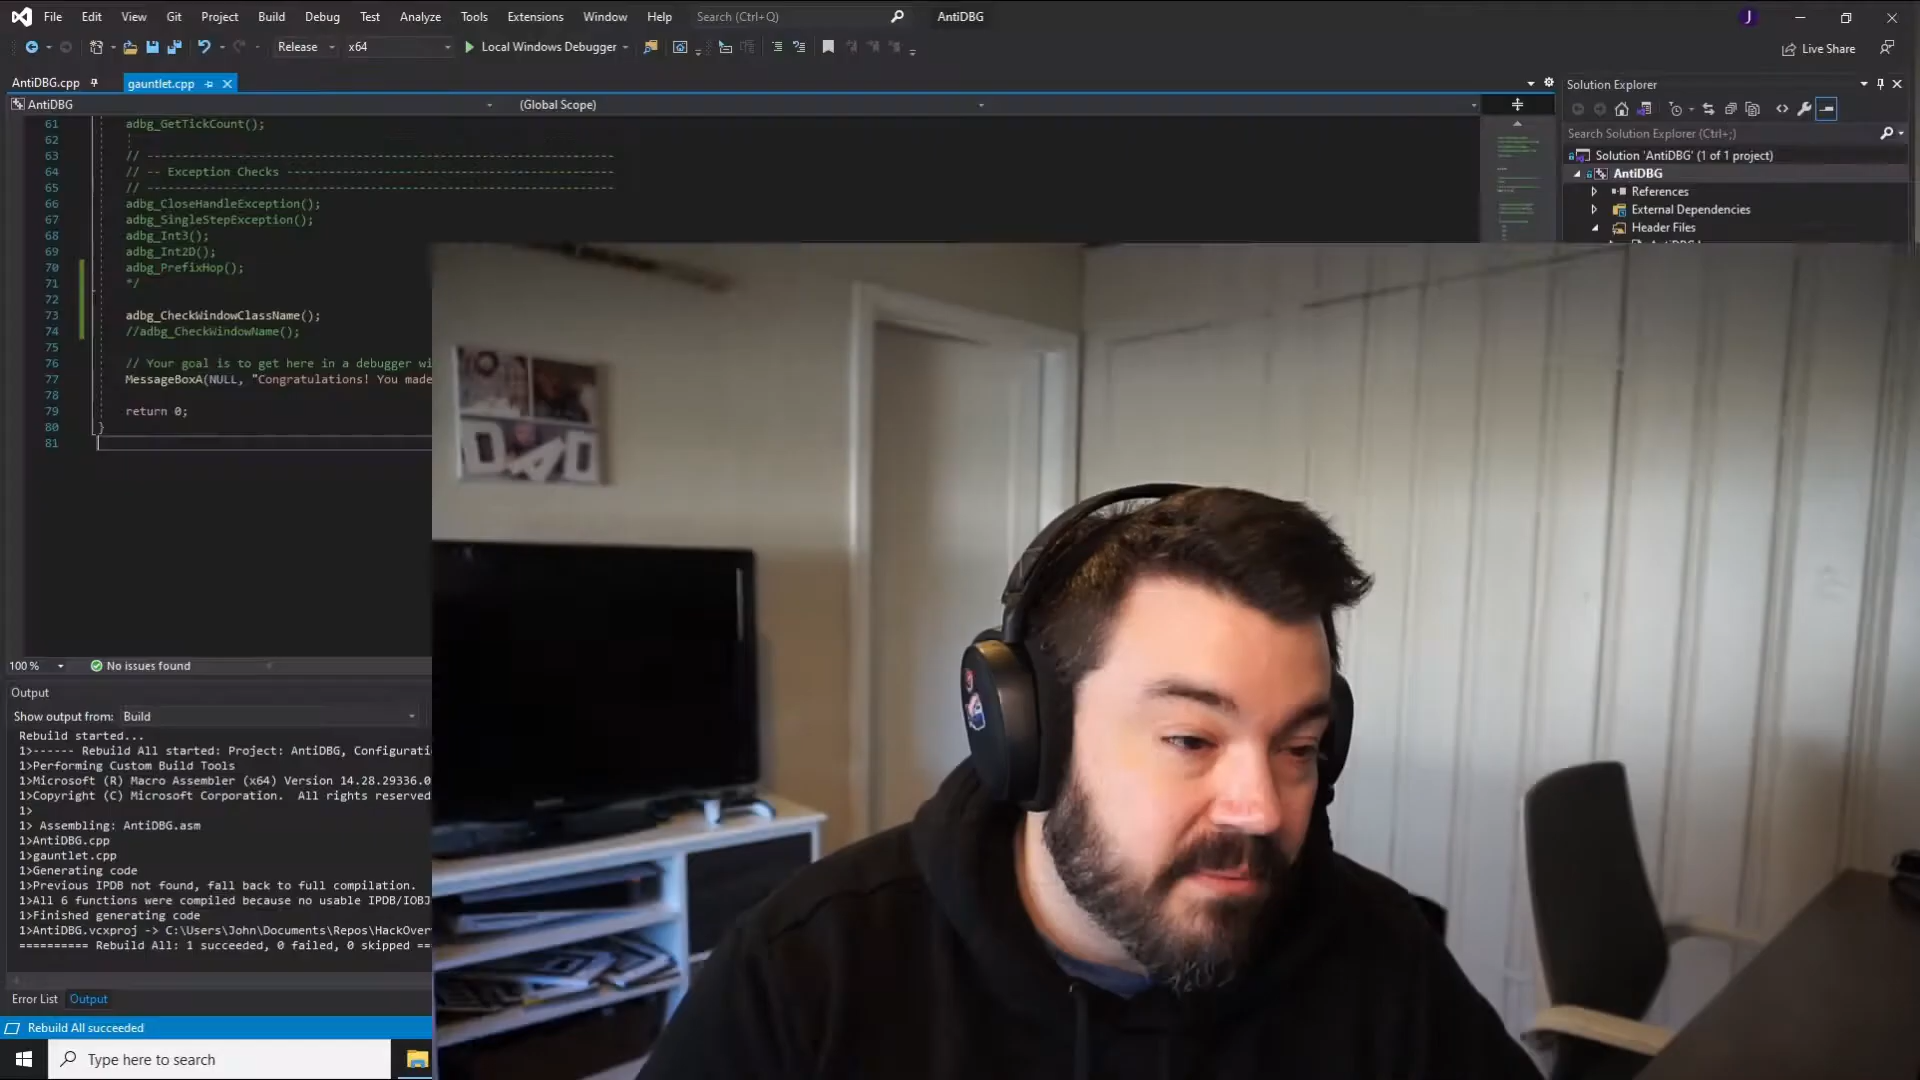 File Edit View Git Project Build Debug Test Analyze Tools Extensions Window Help Search (Ctrl+Q) AntiDBG J
Release x64 Local Windows Debugger Live Share
AntiDBG.cpp gauntlet.cpp Solution Explorer
AntiDBG (Global Scope)
Search Solution Explorer (Ctrl+;)
Solution 'AntiDBG' (1 of 1 project)
AntiDBG
References
External Dependencies
Header Files
61 adbg_GetTickCount();
62
63 // ---------------------------------------------------------------------
64 // -- Exception Checks -------------------------------------------------
65 // ---------------------------------------------------------------------
66 adbg_CloseHandleException();
67 adbg_SingleStepException();
68 adbg_Int3();
69 adbg_Int2D();
70 adbg_PrefixHop();
71 */
72
73 adbg_CheckWindowClassName();
74 //adbg_CheckWindowName();
75
76 // Your goal is to get here in a debugger wi
77 MessageBoxA(NULL, "Congratulations! You made
78
79 return 0;
80 }
81
DAD
100 % No issues found
Output
Show output from: Build
Rebuild started...
1>------ Rebuild All started: Project: AntiDBG, Configurati
1>Performing Custom Build Tools
1>Microsoft (R) Macro Assembler (x64) Version 14.28.29336.0
1>Copyright (C) Microsoft Corporation.  All rights reserved
1>
1> Assembling: AntiDBG.asm
1>AntiDBG.cpp
1>gauntlet.cpp
1>Generating code
1>Previous IPDB not found, fall back to full compilation.
1>All 6 functions were compiled because no usable IPDB/IOBJ
1>Finished generating code
1>AntiDBG.vcxproj -> C:\Users\John\Documents\Repos\HackOver
========== Rebuild All: 1 succeeded, 0 failed, 0 skipped ==
Error List Output
Rebuild All succeeded
Type here to search